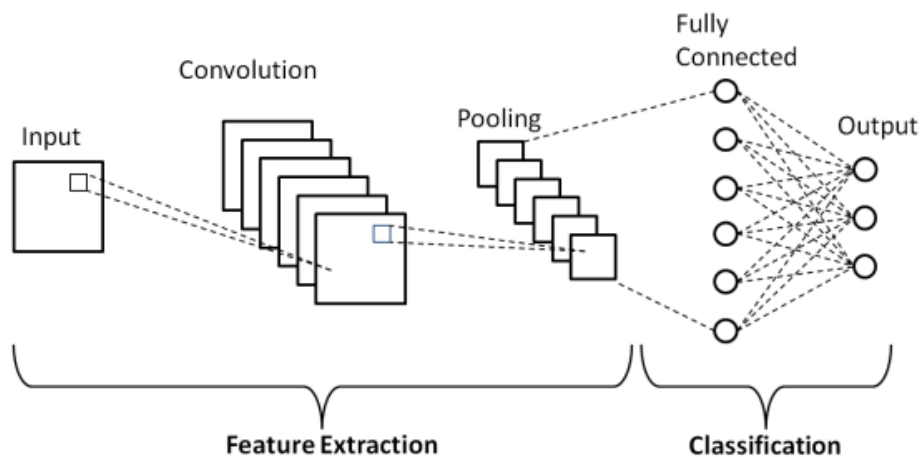 Input
Convolution
Pooling
Fully
Connected
Output
Feature Extraction
Classification